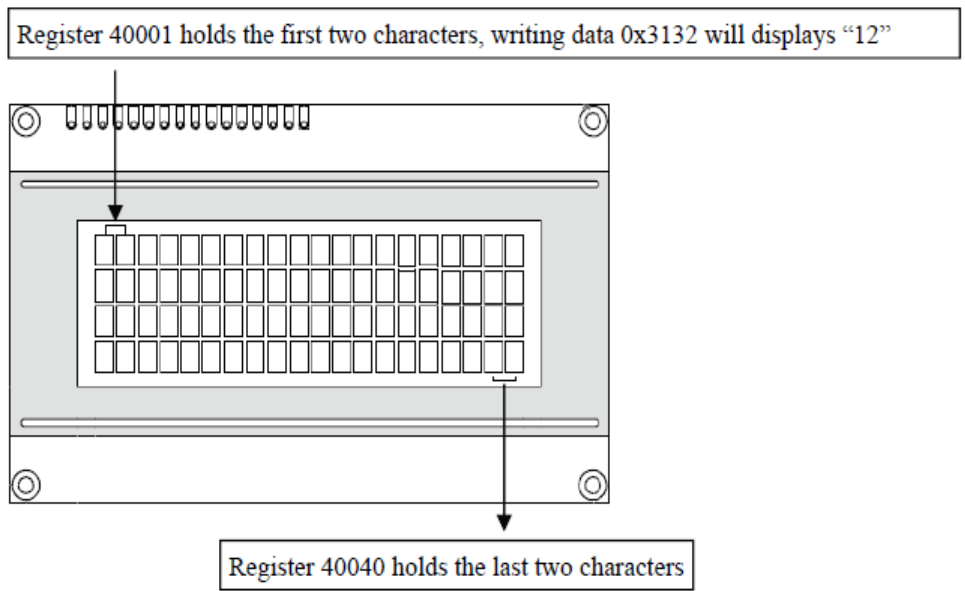 Register 40001 holds the first two characters, writing data 0x3132 will displays “12”
Register 40040 holds the last two characters